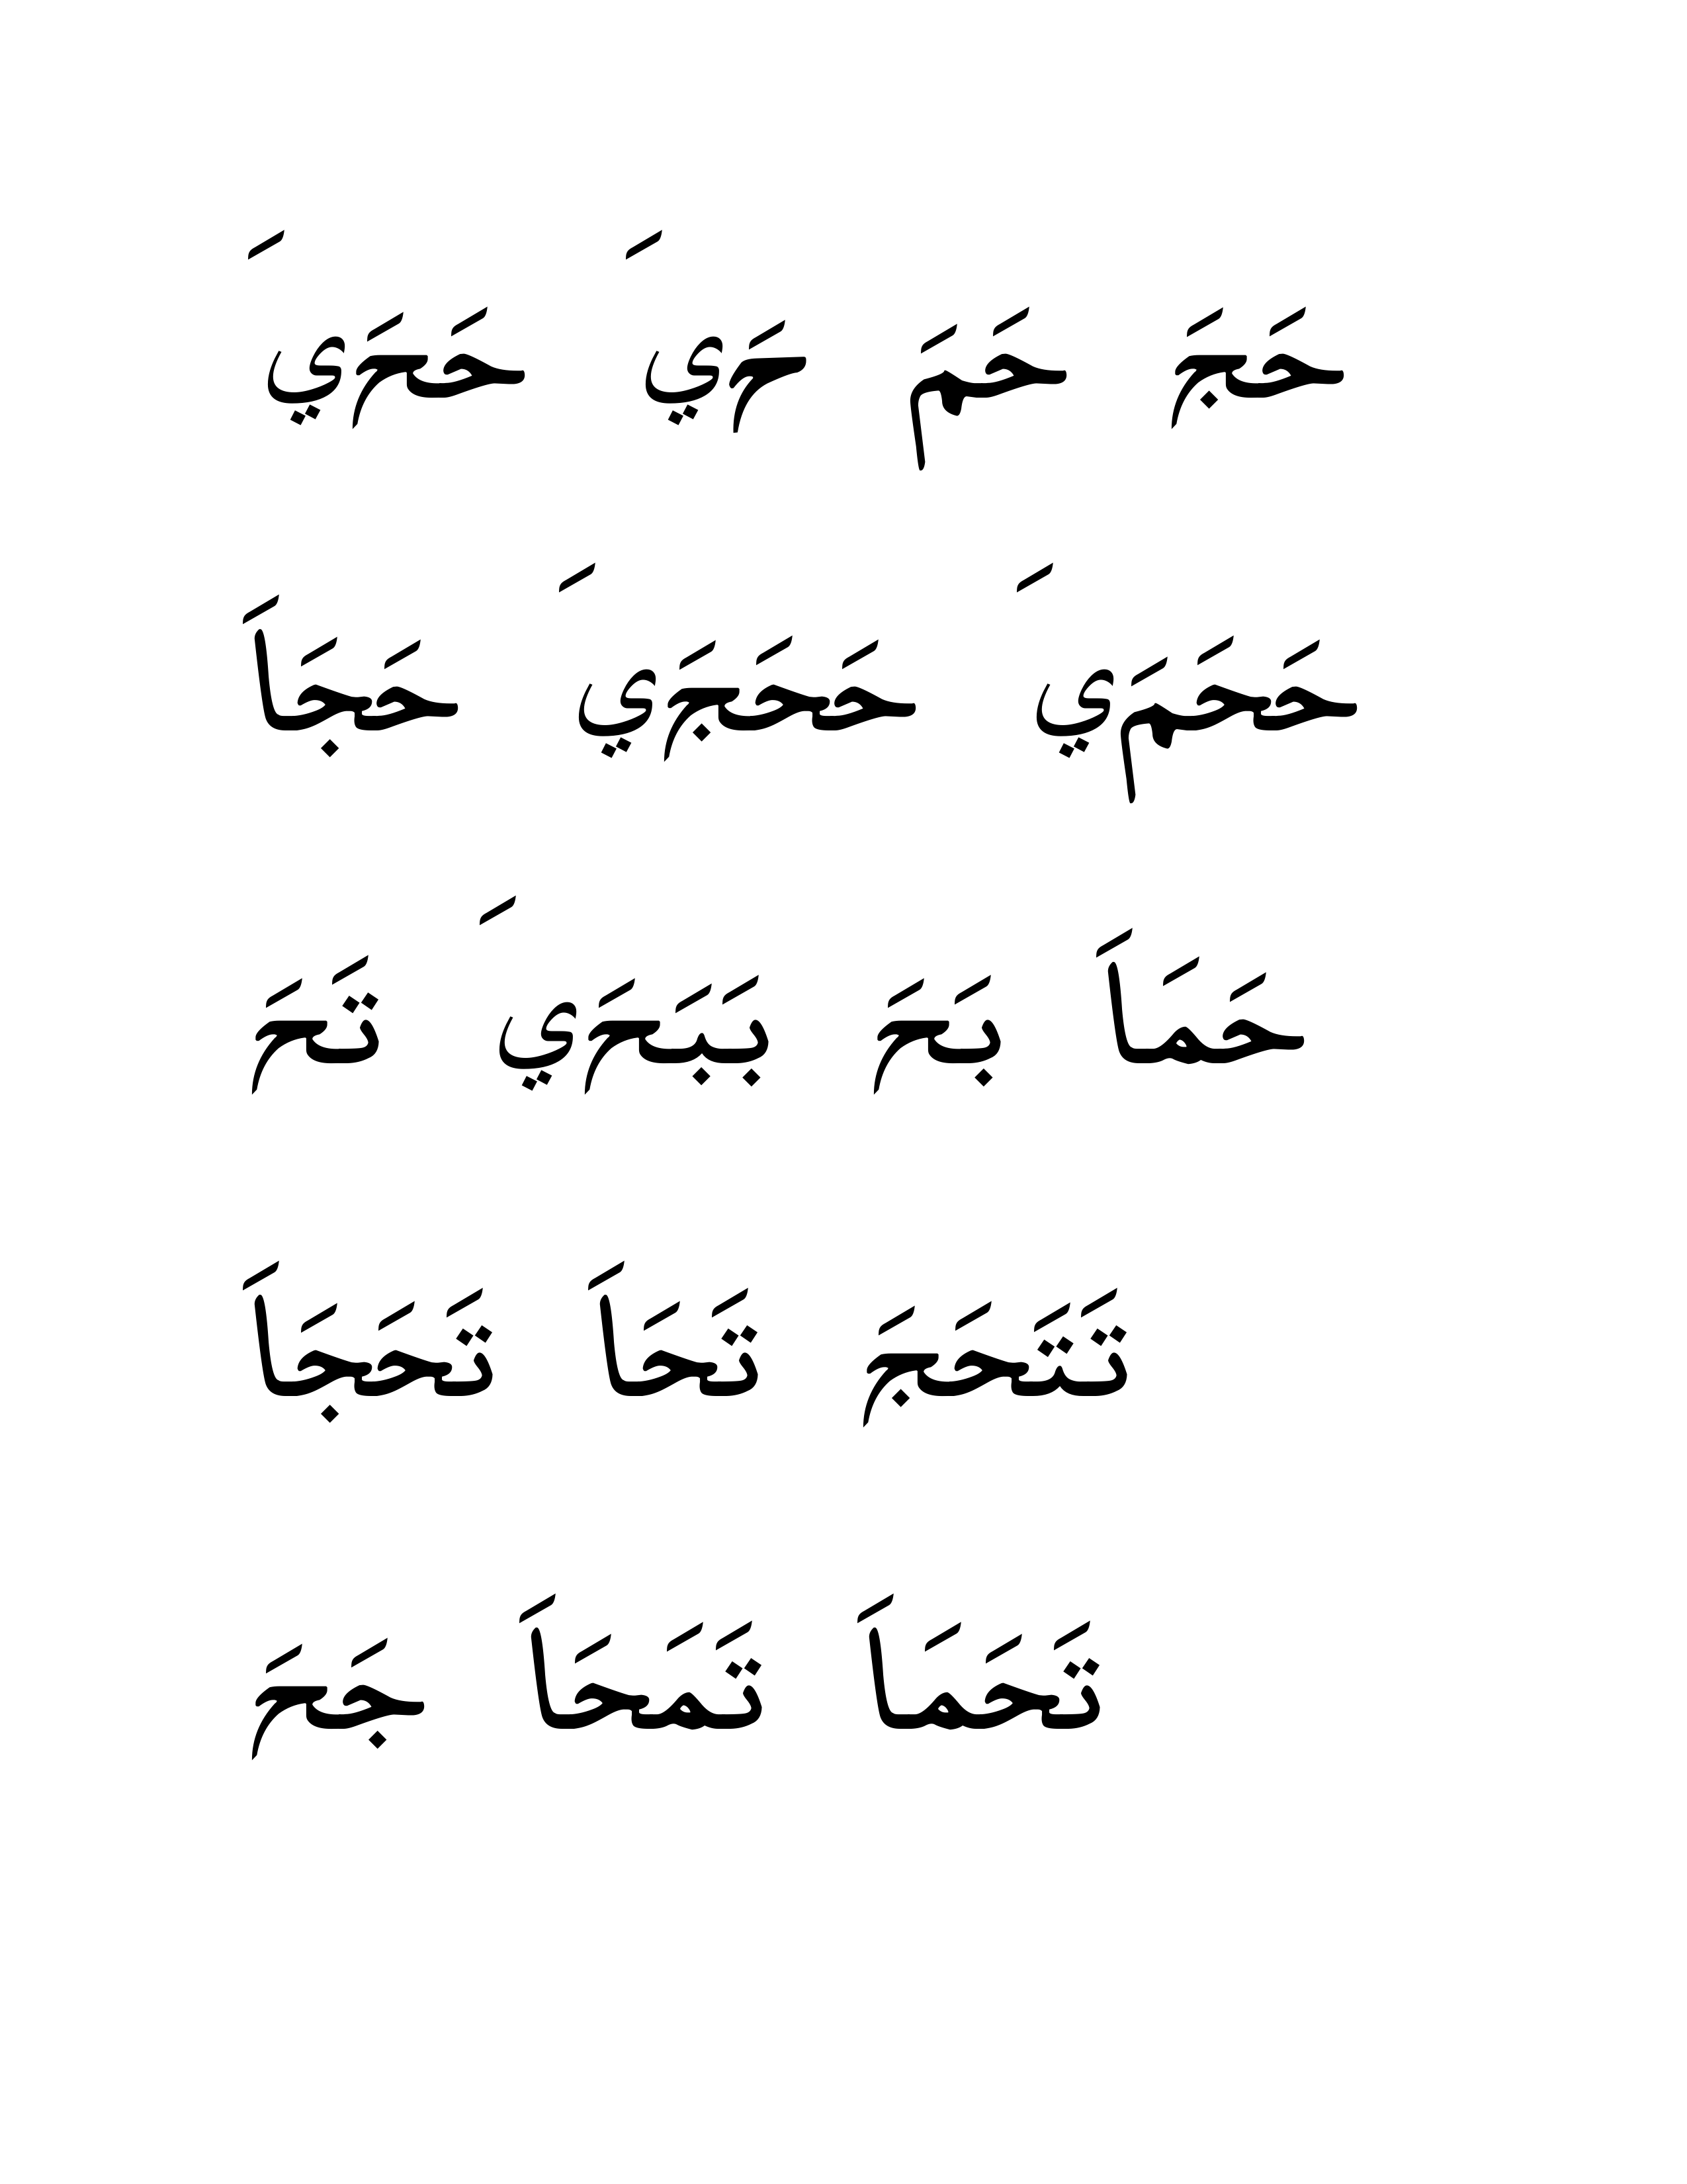 حَجَ حَمَ حَ يَ حَحَ يَ
حَحَمَ يَ حَحَجَ يَ حَجَاَ
حَمَاَ بَحَ بَبَحَ يَ تَحَ
تَتَحَجَ تَحَاَ تَحَجَاَ
تَحَمَاَ تَمَحَاَ جَحَ